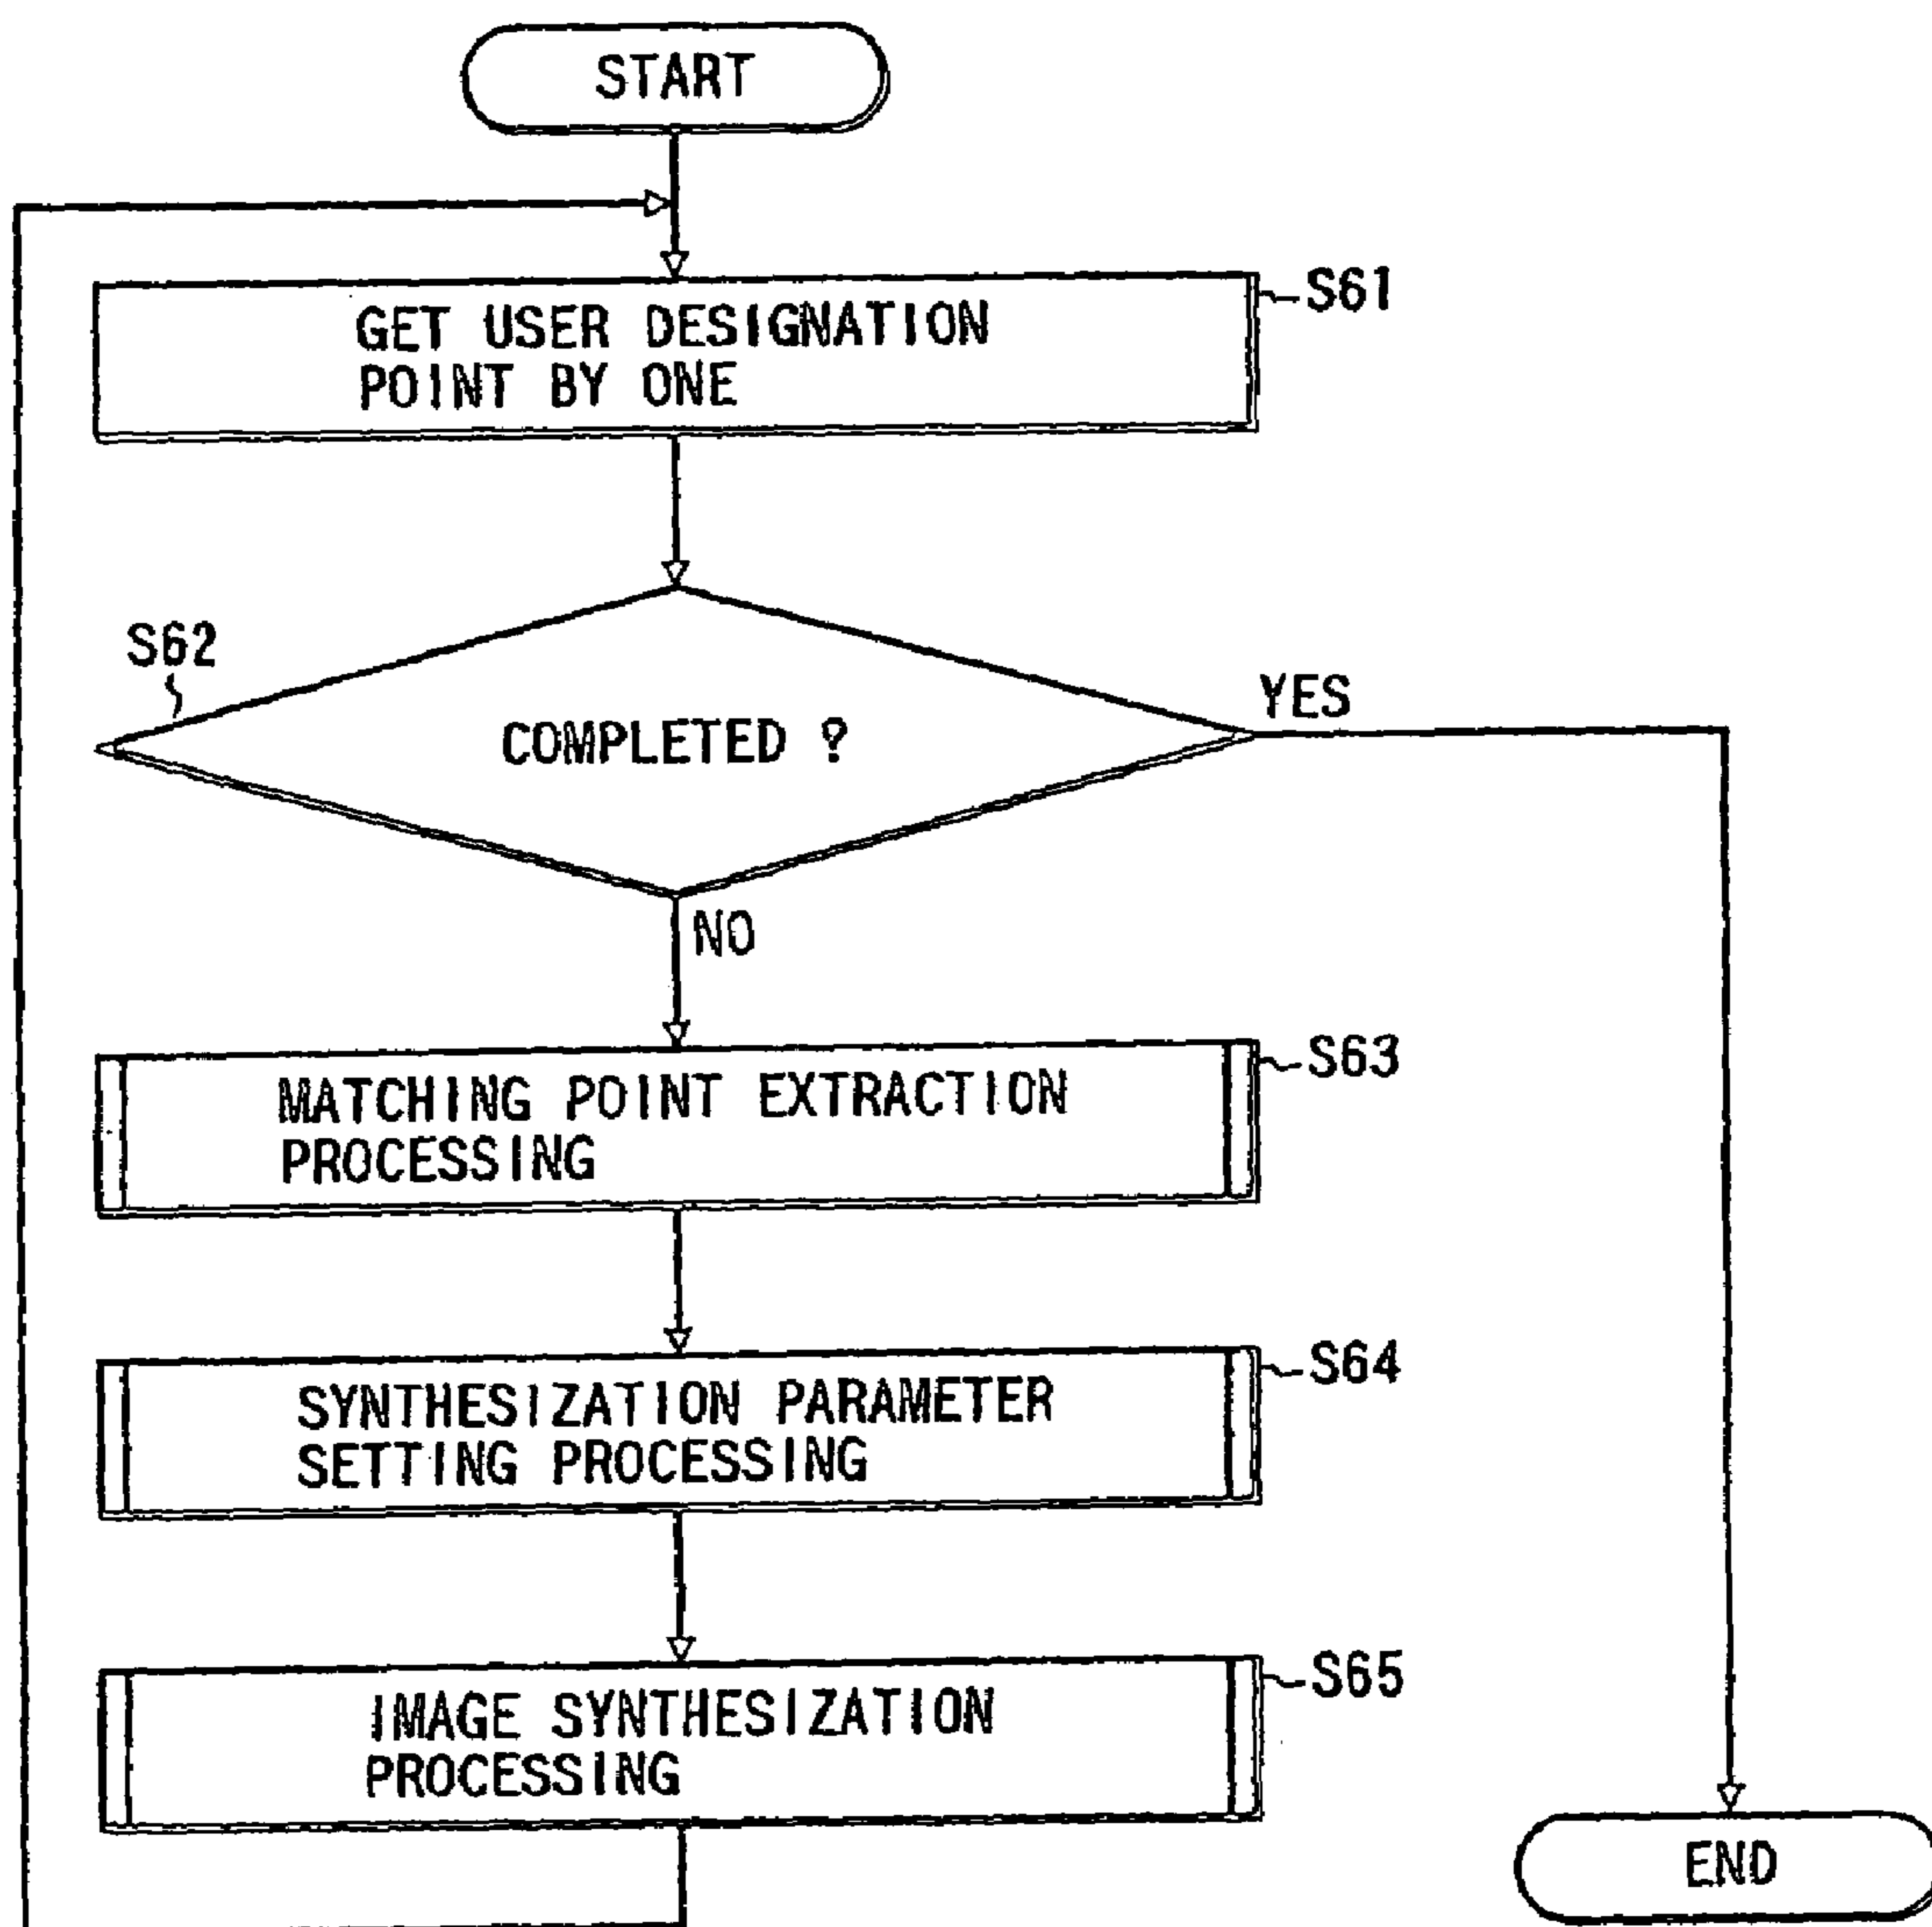 START
S61
GET USER DESIGNATION
POINT BY ONE
S62
COMPLETED ?
YES
NO
S63
MATCHING POINT EXTRACTION
PROCESSING
S64
SYNTHESIZATION PARAMETER
SETTING PROCESSING
S65
IMAGE SYNTHESIZATION
PROCESSING
END